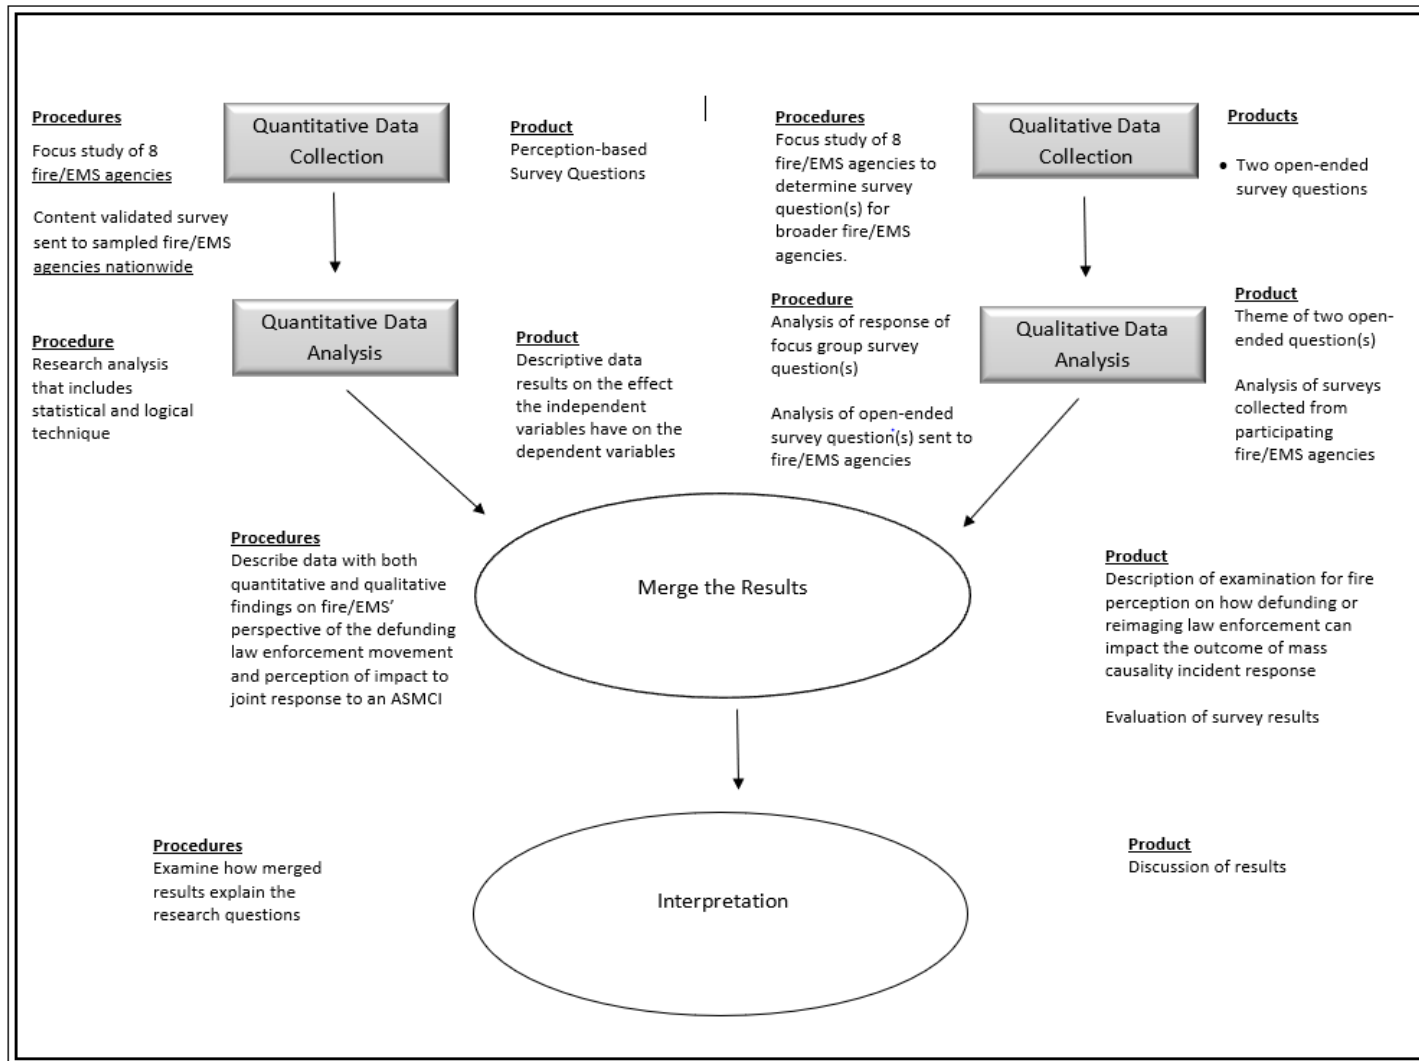 Procedures
Focus study of 8
fire/EMS agencies
Content validated survey
sent to sampled fire/EMS
agencies nationwide
Quantitative Data
Collection
Product
Perception-based
Survey Questions
Procedures
Focus study of 8
fire/EMS agencies to
determine survey
question(s) for
broader fire/EMS
agencies.
Qualitative Data
Collection
Products
• Two open-ended
survey questions
Procedure
Research analysis
that includes
statistical and logical
technique
Quantitative Data
Analysis
Product
Descriptive data
results on the effect
the independent
variables have on the
dependent variables
Procedure
Analysis of response of
focus group survey
question(s)
Analysis of open-ended
survey question(s) sent to
fire/EMS agencies
Qualitative Data
Analysis
Product
Theme of two open-
ended question(s)
Analysis of surveys
collected from
participating
fire/EMS agencies
Procedures
Describe data with both
quantitative and qualitative
findings on fire/EMS’
perspective of the defunding
law enforcement movement
and perception of impact to
joint response to an ASMCI
Merge the Results
Product
Description of examination for fire
perception on how defunding or
reimaging law enforcement can
impact the outcome of mass
causality incident response
Evaluation of survey results
Procedures
Examine how merged
results explain the
research questions
Interpretation
Product
Discussion of results